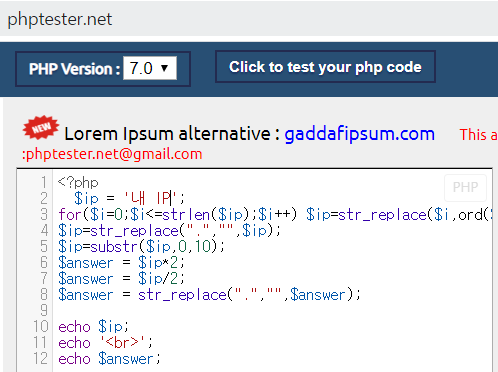 phptester.net
PHP Version : 7.0 ▼ Click to test your php code
NEW Lorem Ipsum alternative : gaddafipsum.com This a
:phptester.net@gmail.com
PHP
1 <?php
2 $ip = '내 IP';
3 for($i=0;$i<=strlen($ip);$i++) $ip=str_replace($i,ord($
4 $ip=str_replace(".","",$ip);
5 $ip=substr($ip,0,10);
6 $answer = $ip*2;
7 $answer = $ip/2;
8 $answer = str_replace(".","",$answer);
9
10 echo $ip;
11 echo '<br>';
12 echo $answer;